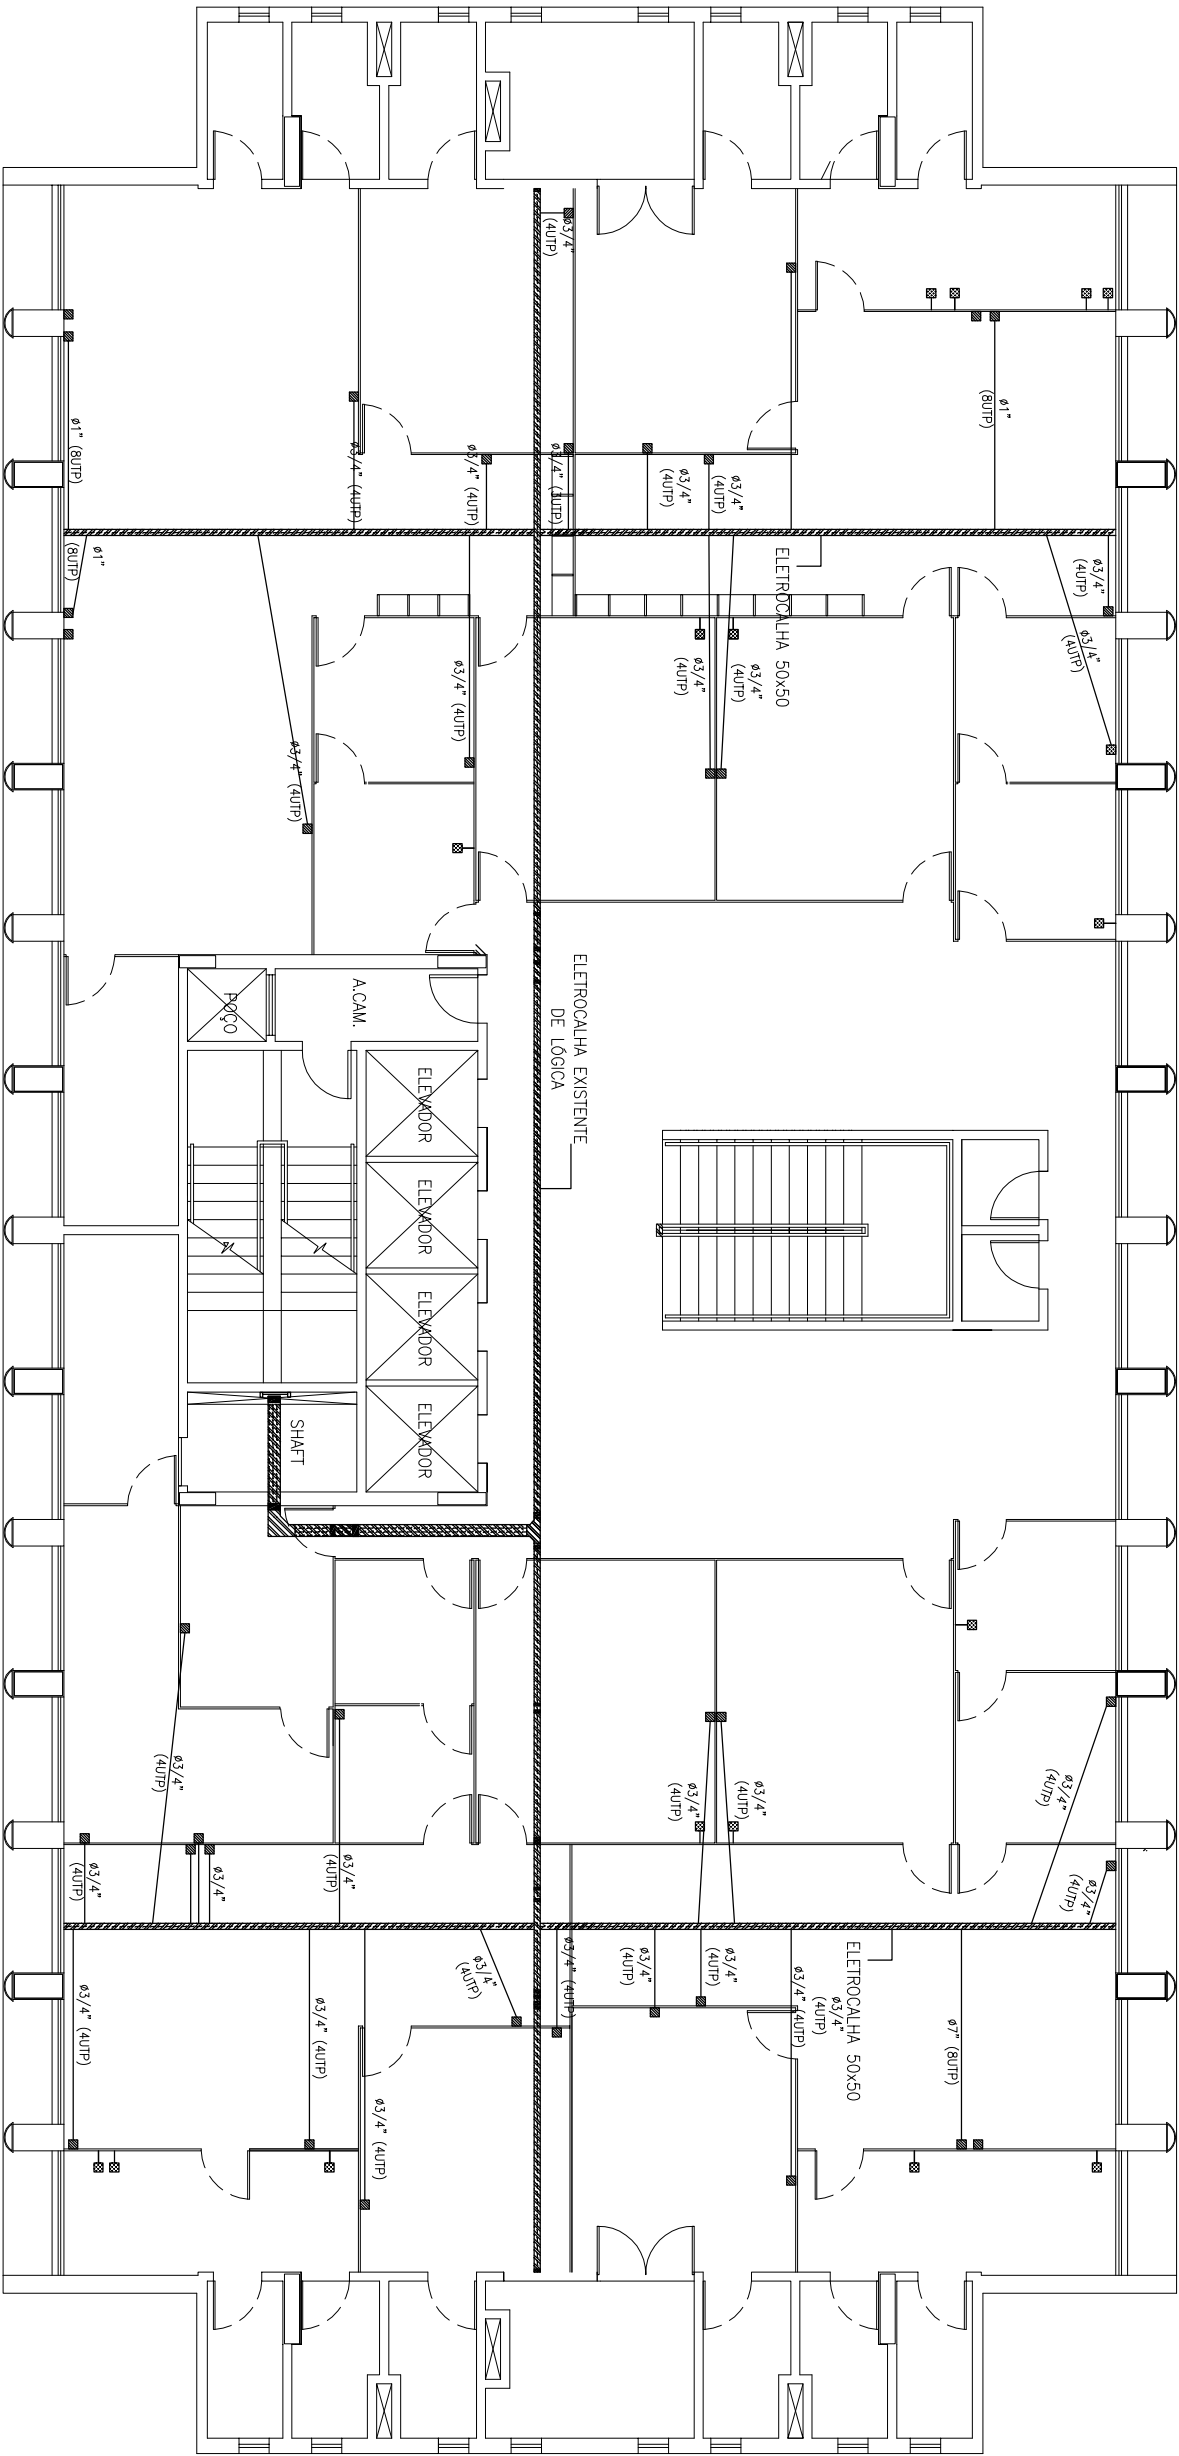 ø3/4"
(4UTP)
ø1"
(8UTP)
ø1" (8UTP)
ø3/4" (4UTP)
ø3/4" (4UTP)
ø3/4" (3UTP)
ø3/4"
(4UTP)
ø3/4"
(4UTP)
ø1"
(8UTP)
ELETROCALHA 50x50
ø3/4"
(4UTP)
ø3/4"
(4UTP)
ø3/4" (4UTP)
ø3/4"
(4UTP)
ø3/4"
(4UTP)
ø3/4" (4UTP)
POÇO
A.CAM.
ELETROCALHA EXISTENTE
DE LÓGICA
ELEVADOR
ELEVADOR
ELEVADOR
ELEVADOR
SHAFT
ø3/4"
(4UTP)
ø3/4"
(4UTP)
ø3/4"
(4UTP)
ø3/4"
(4UTP)
ø3/4"
(4UTP)
ø3/4"
ø3/4"
(4UTP)
ø3/4"
(4UTP)
ø3/4" (4UTP)
ø3/4" (4UTP)
ø3/4" (4UTP)
ø3/4"
(4UTP)
ø3/4" (4UTP)
ø3/4"
(4UTP)
ø3/4"
(4UTP)
ø3/4" (4UTP)
ø3/4"
(4UTP)
ELETROCALHA 50x50
ø7" (8UTP)